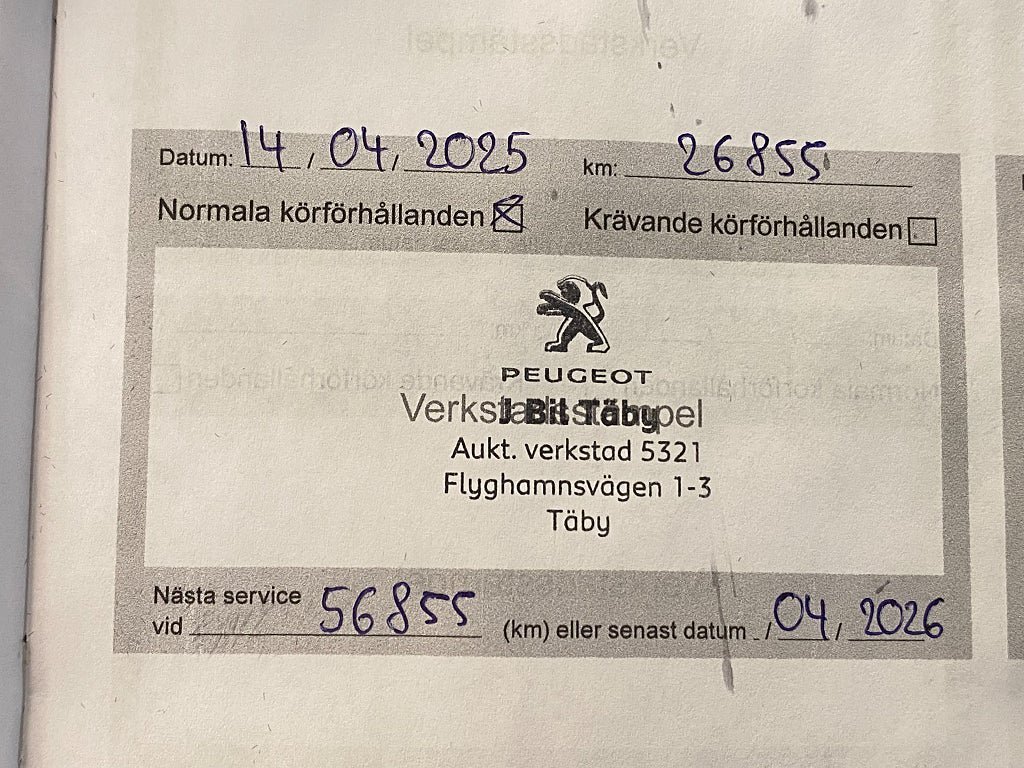 Datum: 14, 04, 2025 km: 26855
Normala körförhållanden Krävande körförhållanden
PEUGEOT
Verkstadsstämpel
J Bil Täby
Aukt. verkstad 5321
Flyghamnsvägen 1-3
Täby
Nästa service
vid 56855 (km) eller senast datum / 04, 2026